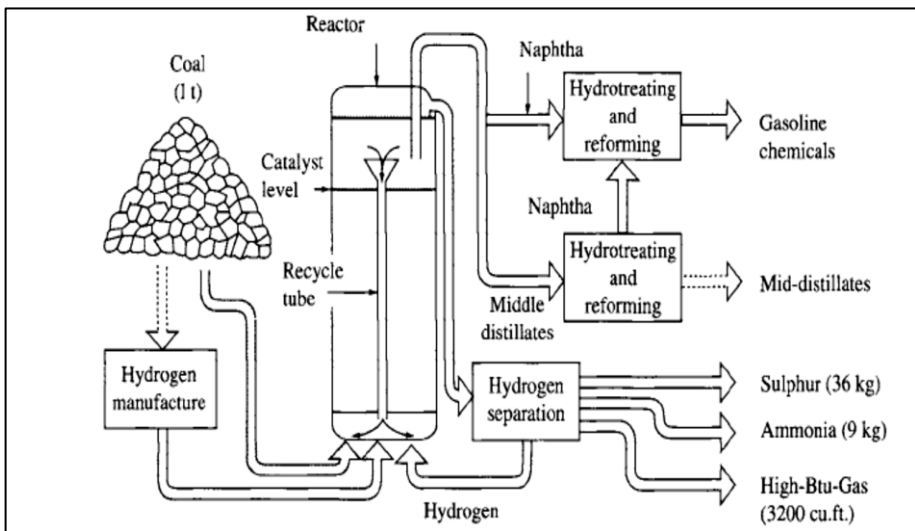 Reactor
Coal
(1 t)
Naphtha
Hydrotreating
and
reforming
Gasoline
chemicals
Catalyst
level
Naphtha
Recycle
tube
Hydrotreating
and
reforming
Mid-distillates
Middle
distillates
Hydrogen
manufacture
Hydrogen
separation
Sulphur (36 kg)
Ammonia (9 kg)
High-Btu-Gas
(3200 cu.ft.)
Hydrogen